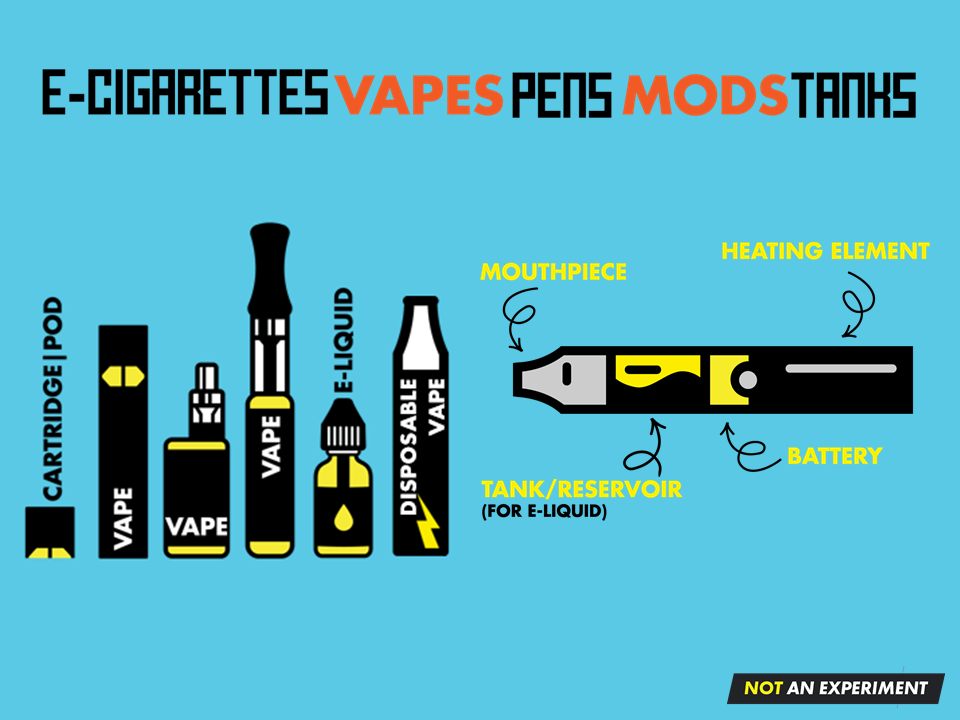 E-CIGARETTES VAPES PENS MODS TANKS
CARTRIDGE|POD
VAPE
VAPE
VAPE
E-LIQUID
DISPOSABLE
VAPE
MOUTHPIECE
HEATING ELEMENT
TANK/RESERVOIR
(FOR E-LIQUID)
BATTERY
NOT AN EXPERIMENT